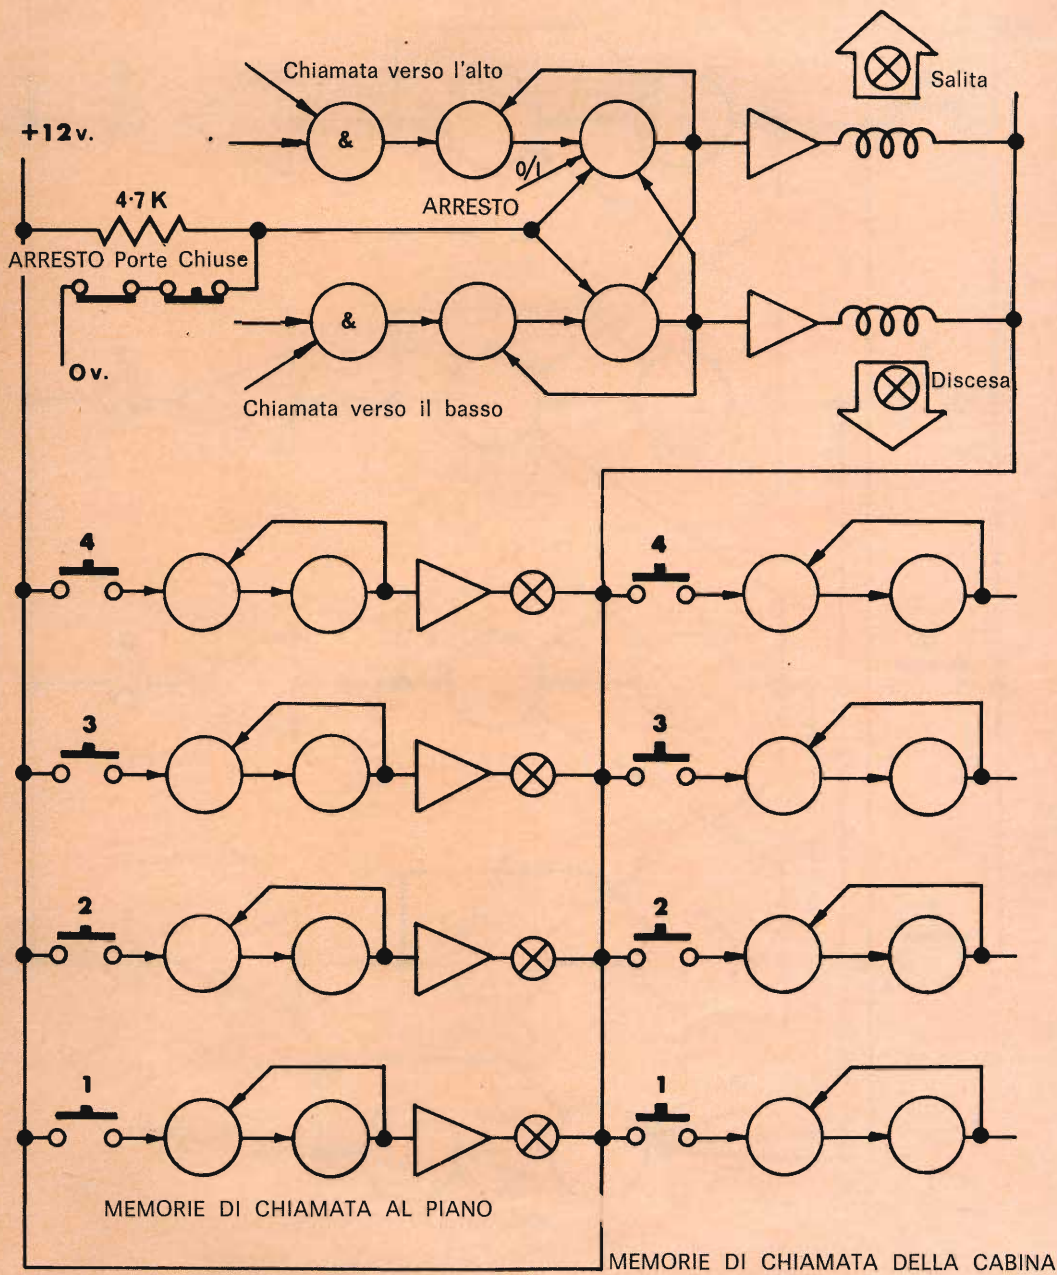 Chiamata verso l'alto
Salita
+12v.
&
4·7K
0/1
ARRESTO
ARRESTO Porte Chiuse
&
0v.
Discesa
Chiamata verso il basso
4
4
3
3
2
2
1
1
MEMORIE DI CHIAMATA AL PIANO
MEMORIE DI CHIAMATA DELLA CABINA